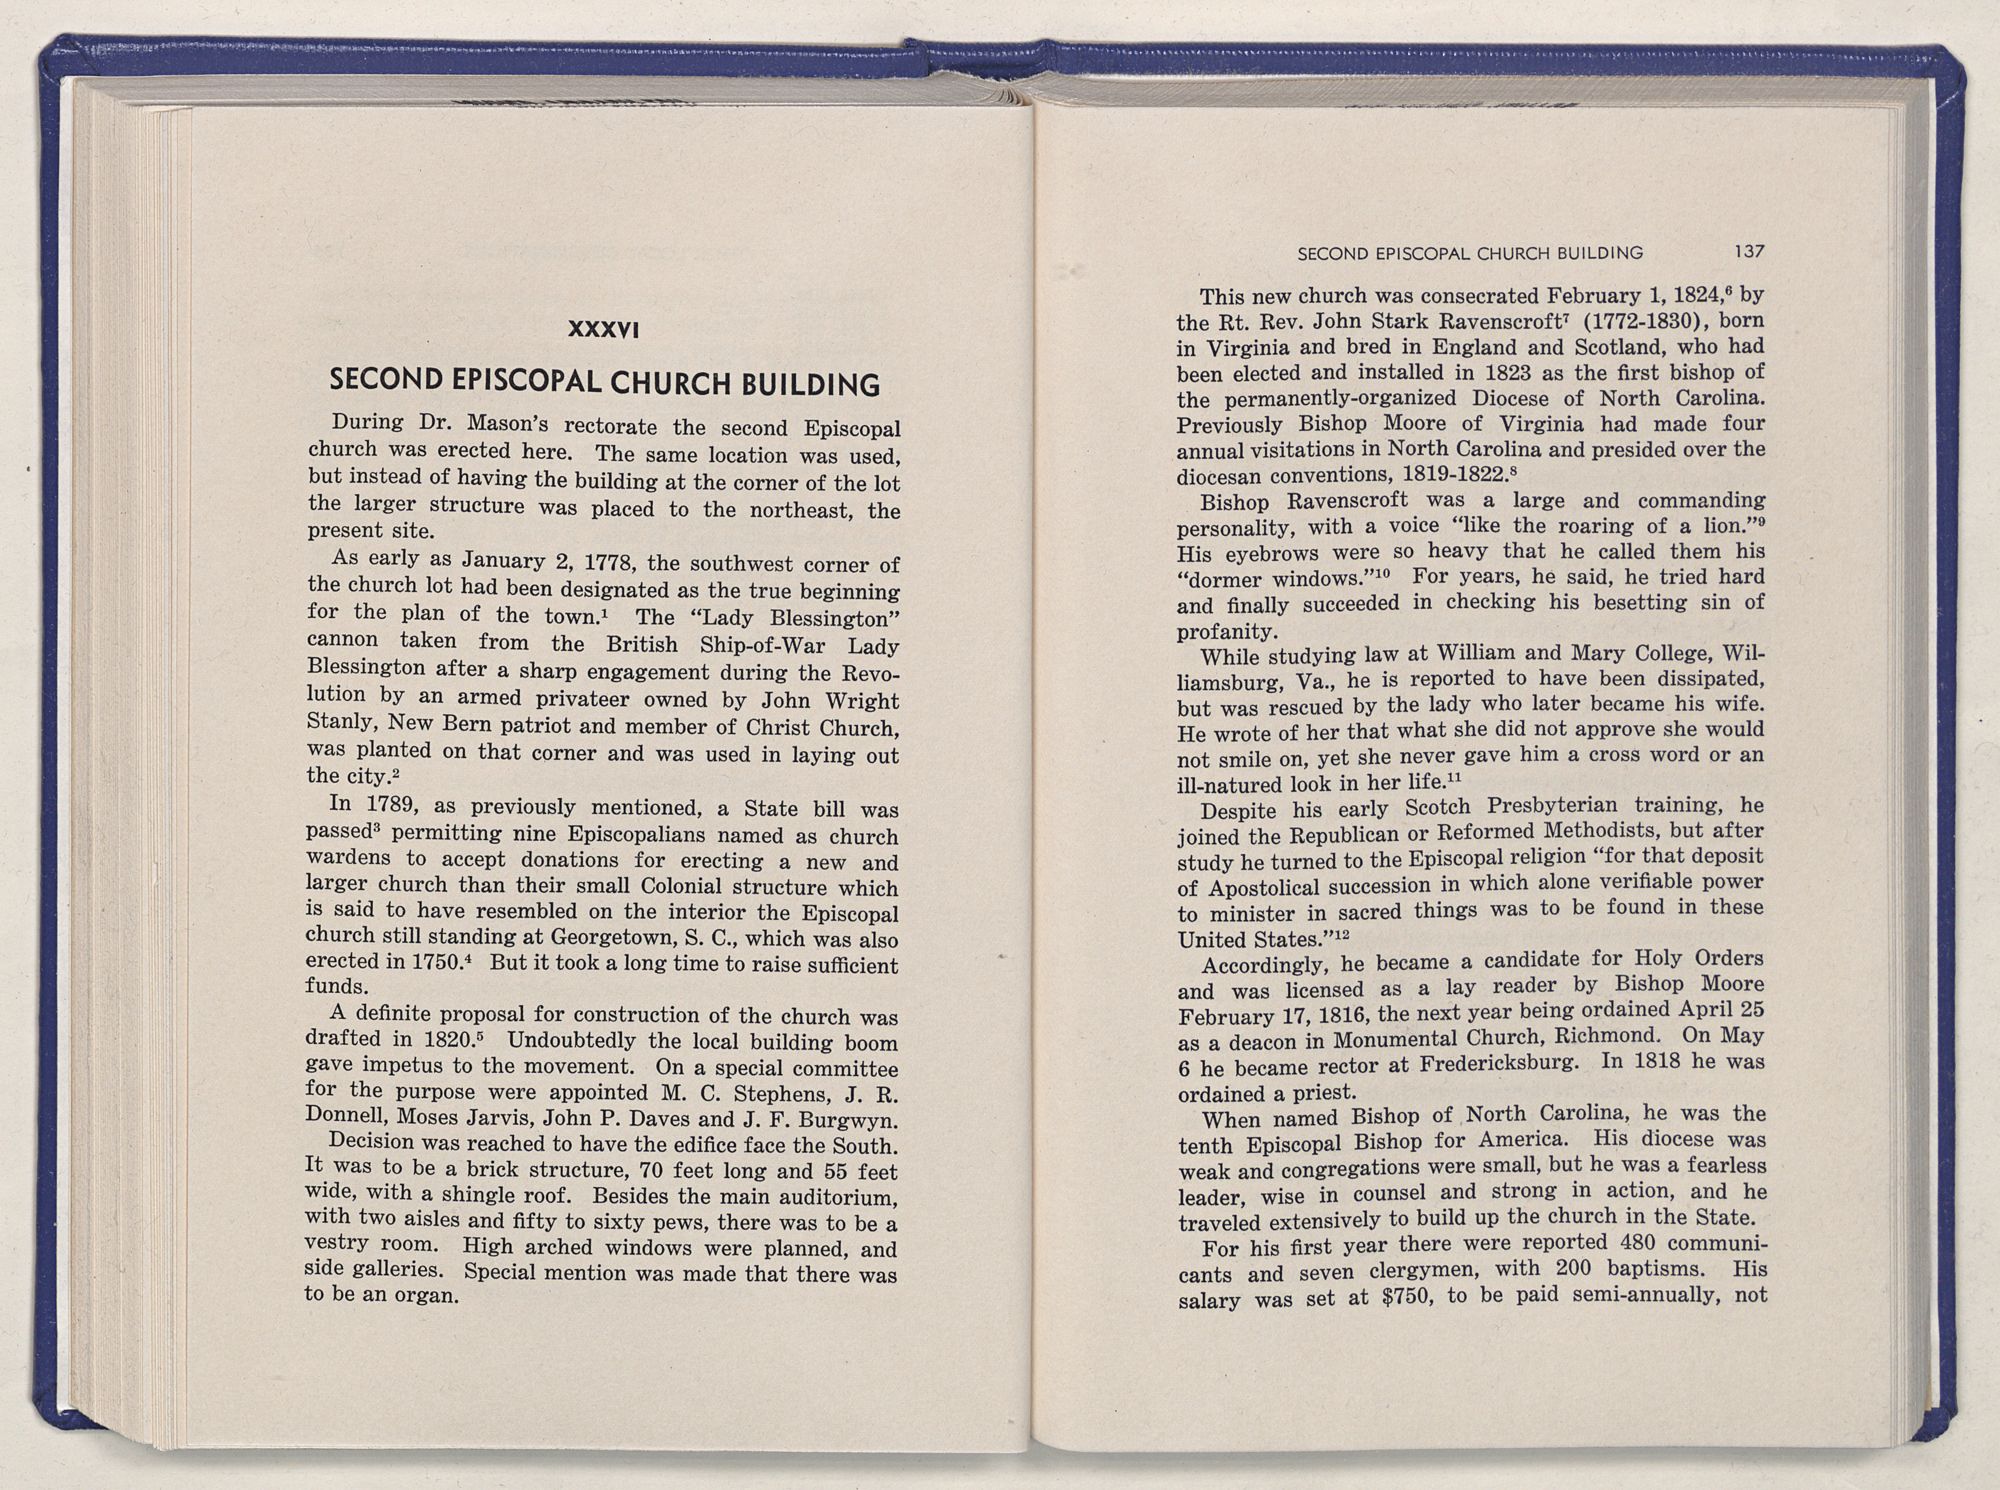 XXXVI
SECOND EPISCOPAL CHURCH BUILDING
During Dr. Mason's rectorate the second Episcopal
church was erected here. The same location was used,
but instead of having the building at the corner of the lot
the larger structure was placed to the northeast, the
present site.
As early as January 2, 1778, the southwest corner of
the church lot had been designated as the true beginning
for the plan of the town.¹ The “Lady Blessington”
cannon taken from the British Ship-of-War Lady
Blessington after a sharp engagement during the Revo-
lution by an armed privateer owned by John Wright
Stanly, New Bern patriot and member of Christ Church,
was planted on that corner and was used in laying out
the city.²
In 1789, as previously mentioned, a State bill was
passed³ permitting nine Episcopalians named as church
wardens to accept donations for erecting a new and
larger church than their small Colonial structure which
is said to have resembled on the interior the Episcopal
church still standing at Georgetown, S. C., which was also
erected in 1750.⁴ But it took a long time to raise sufficient
funds.
A definite proposal for construction of the church was
drafted in 1820.⁵ Undoubtedly the local building boom
gave impetus to the movement. On a special committee
for the purpose were appointed M. C. Stephens, J. R.
Donnell, Moses Jarvis, John P. Daves and J. F. Burgwyn.
Decision was reached to have the edifice face the South.
It was to be a brick structure, 70 feet long and 55 feet
wide, with a shingle roof. Besides the main auditorium,
with two aisles and fifty to sixty pews, there was to be a
vestry room. High arched windows were planned, and
side galleries. Special mention was made that there was
to be an organ.
SECOND EPISCOPAL CHURCH BUILDING 137
This new church was consecrated February 1, 1824,⁶ by
the Rt. Rev. John Stark Ravenscroft⁷ (1772-1830), born
in Virginia and bred in England and Scotland, who had
been elected and installed in 1823 as the first bishop of
the permanently-organized Diocese of North Carolina.
Previously Bishop Moore of Virginia had made four
annual visitations in North Carolina and presided over the
diocesan conventions, 1819-1822.⁸
Bishop Ravenscroft was a large and commanding
personality, with a voice “like the roaring of a lion.”⁹
His eyebrows were so heavy that he called them his
“dormer windows.”¹⁰ For years, he said, he tried hard
and finally succeeded in checking his besetting sin of
profanity.
While studying law at William and Mary College, Wil-
liamsburg, Va., he is reported to have been dissipated,
but was rescued by the lady who later became his wife.
He wrote of her that what she did not approve she would
not smile on, yet she never gave him a cross word or an
ill-natured look in her life.¹¹
Despite his early Scotch Presbyterian training, he
joined the Republican or Reformed Methodists, but after
study he turned to the Episcopal religion “for that deposit
of Apostolical succession in which alone verifiable power
to minister in sacred things was to be found in these
United States.”¹²
Accordingly, he became a candidate for Holy Orders
and was licensed as a lay reader by Bishop Moore
February 17, 1816, the next year being ordained April 25
as a deacon in Monumental Church, Richmond. On May
6 he became rector at Fredericksburg. In 1818 he was
ordained a priest.
When named Bishop of North Carolina, he was the
tenth Episcopal Bishop for America. His diocese was
weak and congregations were small, but he was a fearless
leader, wise in counsel and strong in action, and he
traveled extensively to build up the church in the State.
For his first year there were reported 480 communi-
cants and seven clergymen, with 200 baptisms. His
salary was set at $750, to be paid semi-annually, not